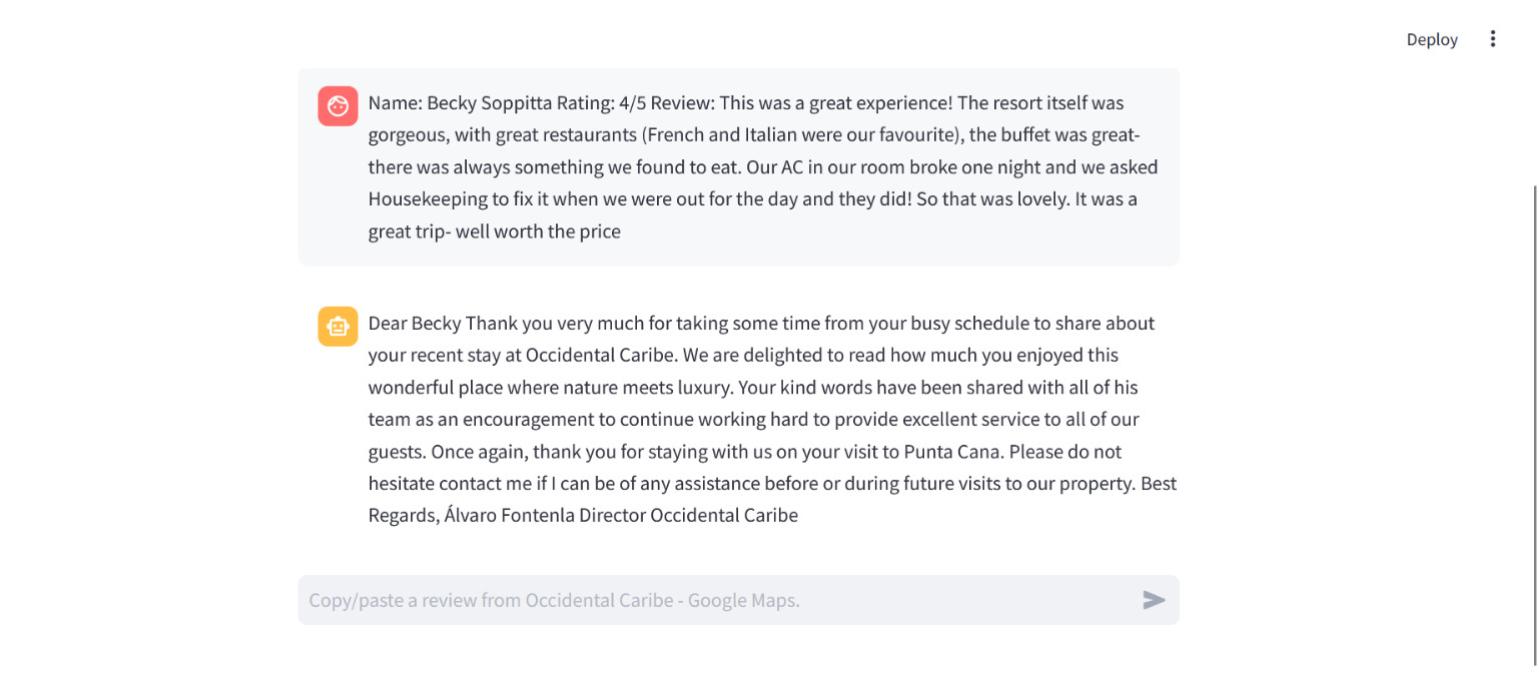 Deploy
Name: Becky Soppitta Rating: 4/5 Review: This was a great experience! The resort itself was
gorgeous, with great restaurants (French and Italian were our favourite), the buffet was great-
there was always something we found to eat. Our AC in our room broke one night and we asked
Housekeeping to fix it when we were out for the day and they did! So that was lovely. It was a
great trip- well worth the price
Dear Becky Thank you very much for taking some time from your busy schedule to share about
your recent stay at Occidental Caribe. We are delighted to read how much you enjoyed this
wonderful place where nature meets luxury. Your kind words have been shared with all of his
team as an encouragement to continue working hard to provide excellent service to all of our
guests. Once again, thank you for staying with us on your visit to Punta Cana. Please do not
hesitate contact me if I can be of any assistance before or during future visits to our property. Best
Regards, Álvaro Fontenla Director Occidental Caribe
Copy/paste a review from Occidental Caribe - Google Maps.